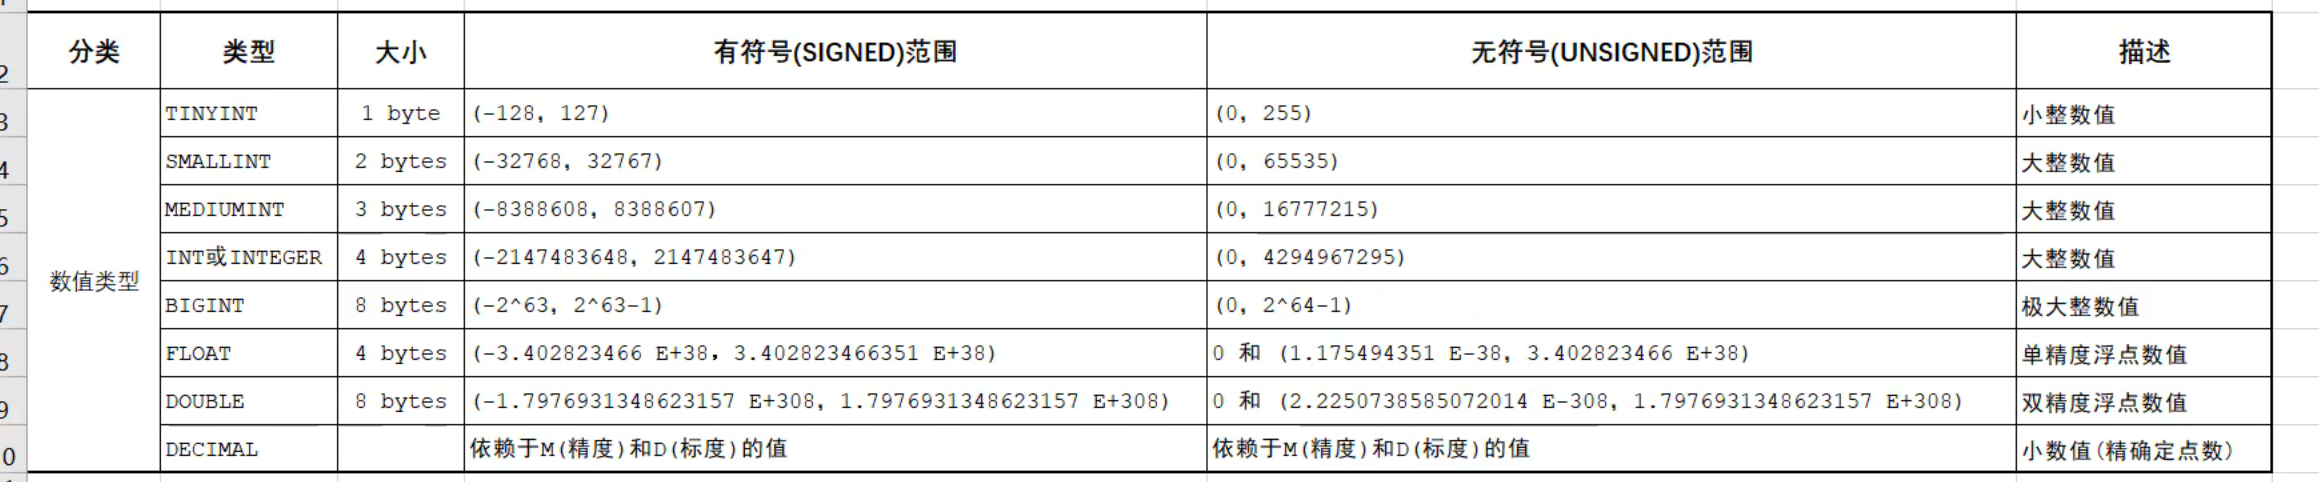 分类 类型 大小 有符号(SIGNED)范围 无符号(UNSIGNED)范围 描述
2
3 TINYINT 1 byte (-128, 127) (0, 255) 小整数值
4 SMALLINT 2 bytes (-32768, 32767) (0, 65535) 大整数值
5 MEDIUMINT 3 bytes (-8388608, 8388607) (0, 16777215) 大整数值
6 INT或INTEGER 4 bytes (-2147483648, 2147483647) (0, 4294967295) 大整数值
数值类型
7 BIGINT 8 bytes (-2^63, 2^63-1) (0, 2^64-1) 极大整数值
8 FLOAT 4 bytes (-3.402823466 E+38, 3.402823466351 E+38) 0 和 (1.175494351 E-38, 3.402823466 E+38) 单精度浮点数值
9 DOUBLE 8 bytes (-1.7976931348623157 E+308, 1.7976931348623157 E+308) 0 和 (2.2250738585072014 E-308, 1.7976931348623157 E+308) 双精度浮点数值
0 DECIMAL 依赖于M(精度)和D(标度)的值 依赖于M(精度)和D(标度)的值 小数值(精确定点数)